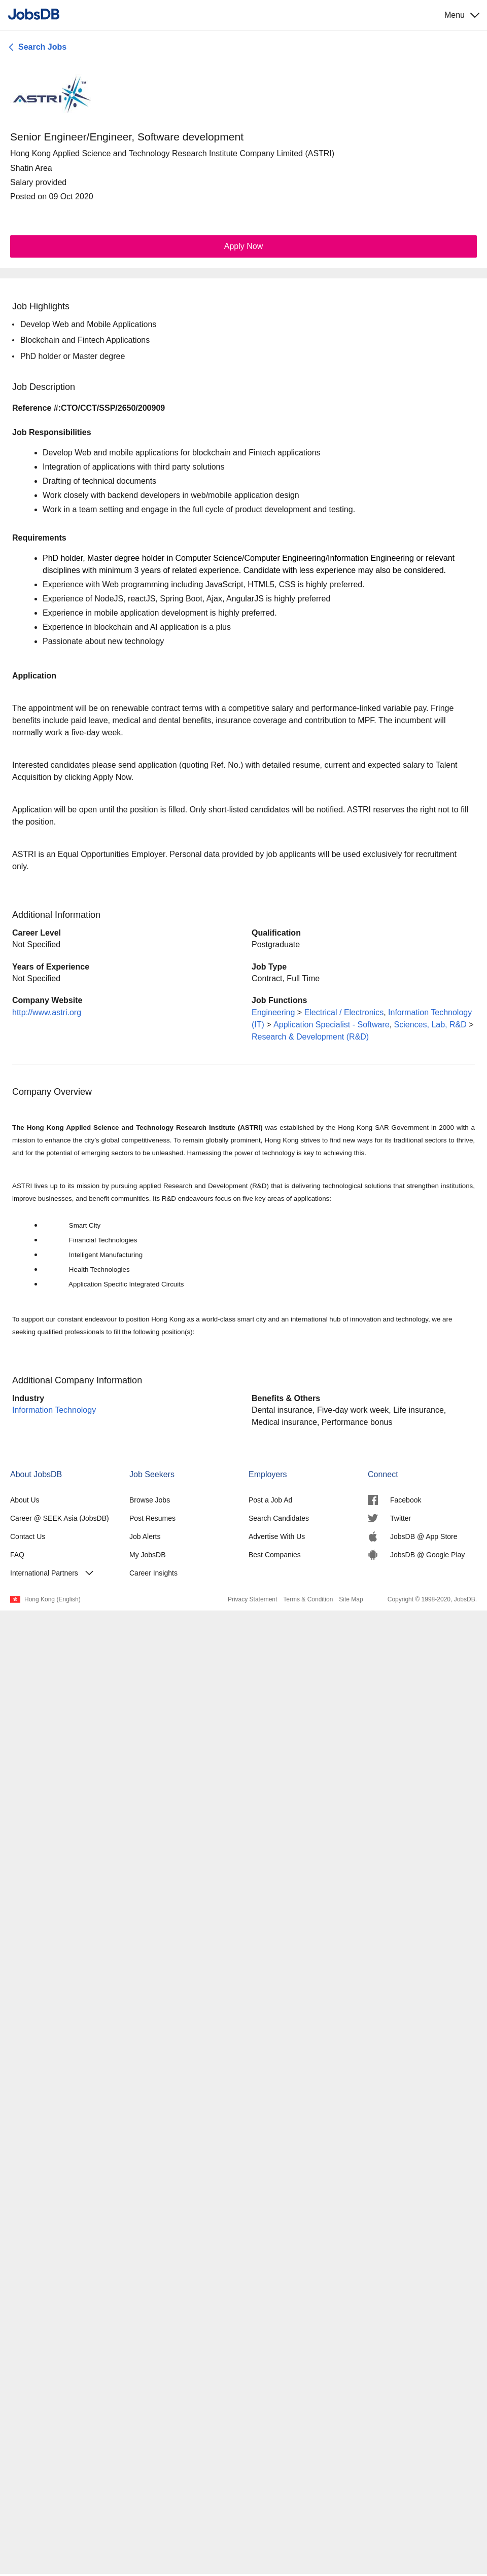 JobsDB
Menu
Search Jobs
ASTRI™
Senior Engineer/Engineer, Software development
Hong Kong Applied Science and Technology Research Institute Company Limited (ASTRI)
Shatin Area
Salary provided
Posted on 09 Oct 2020
Apply Now
Job Highlights
• Develop Web and Mobile Applications
• Blockchain and Fintech Applications
• PhD holder or Master degree
Job Description
Reference #:CTO/CCT/SSP/2650/200909
Job Responsibilities
• Develop Web and mobile applications for blockchain and Fintech applications
• Integration of applications with third party solutions
• Drafting of technical documents
• Work closely with backend developers in web/mobile application design
• Work in a team setting and engage in the full cycle of product development and testing.
Requirements
• PhD holder, Master degree holder in Computer Science/Computer Engineering/Information Engineering or relevant
disciplines with minimum 3 years of related experience. Candidate with less experience may also be considered.
• Experience with Web programming including JavaScript, HTML5, CSS is highly preferred.
• Experience of NodeJS, reactJS, Spring Boot, Ajax, AngularJS is highly preferred
• Experience in mobile application development is highly preferred.
• Experience in blockchain and AI application is a plus
• Passionate about new technology
Application
The appointment will be on renewable contract terms with a competitive salary and performance-linked variable pay. Fringe
benefits include paid leave, medical and dental benefits, insurance coverage and contribution to MPF. The incumbent will
normally work a five-day week.
Interested candidates please send application (quoting Ref. No.) with detailed resume, current and expected salary to Talent
Acquisition by clicking Apply Now.
Application will be open until the position is filled. Only short-listed candidates will be notified. ASTRI reserves the right not to fill
the position.
ASTRI is an Equal Opportunities Employer. Personal data provided by job applicants will be used exclusively for recruitment
only.
Additional Information
Career Level
Not Specified
Qualification
Postgraduate
Years of Experience
Not Specified
Job Type
Contract, Full Time
Company Website
http://www.astri.org
Job Functions
Engineering > Electrical / Electronics, Information Technology
(IT) > Application Specialist - Software, Sciences, Lab, R&D >
Research & Development (R&D)
Company Overview
The Hong Kong Applied Science and Technology Research Institute (ASTRI) was established by the Hong Kong SAR Government in 2000 with a
mission to enhance the city's global competitiveness. To remain globally prominent, Hong Kong strives to find new ways for its traditional sectors to thrive,
and for the potential of emerging sectors to be unleashed. Harnessing the power of technology is key to achieving this.
ASTRI lives up to its mission by pursuing applied Research and Development (R&D) that is delivering technological solutions that strengthen institutions,
improve businesses, and benefit communities. Its R&D endeavours focus on five key areas of applications:
• Smart City
• Financial Technologies
• Intelligent Manufacturing
• Health Technologies
• Application Specific Integrated Circuits
To support our constant endeavour to position Hong Kong as a world-class smart city and an international hub of innovation and technology, we are
seeking qualified professionals to fill the following position(s):
Additional Company Information
Industry
Information Technology
Benefits & Others
Dental insurance, Five-day work week, Life insurance,
Medical insurance, Performance bonus
About JobsDB
About Us
Career @ SEEK Asia (JobsDB)
Contact Us
FAQ
International Partners
Job Seekers
Browse Jobs
Post Resumes
Job Alerts
My JobsDB
Career Insights
Employers
Post a Job Ad
Search Candidates
Advertise With Us
Best Companies
Connect
Facebook
Twitter
JobsDB @ App Store
JobsDB @ Google Play
Hong Kong (English)
Privacy Statement Terms & Condition Site Map
Copyright © 1998-2020, JobsDB.